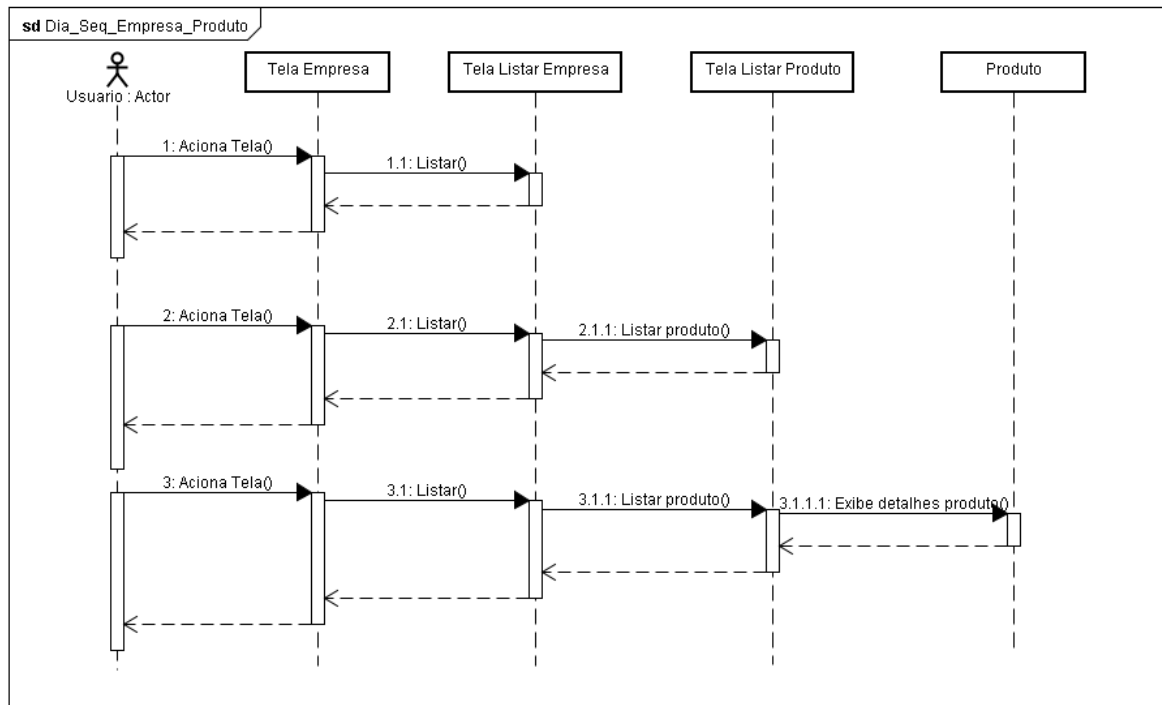 sd Dia_Seq_Empresa_Produto
Usuario : Actor
Tela Empresa
Tela Listar Empresa
Tela Listar Produto
Produto
1: Aciona Tela()
1.1: Listar()
2: Aciona Tela()
2.1: Listar()
2.1.1: Listar produto()
3: Aciona Tela()
3.1: Listar()
3.1.1: Listar produto()
3.1.1.1: Exibe detalhes produto()